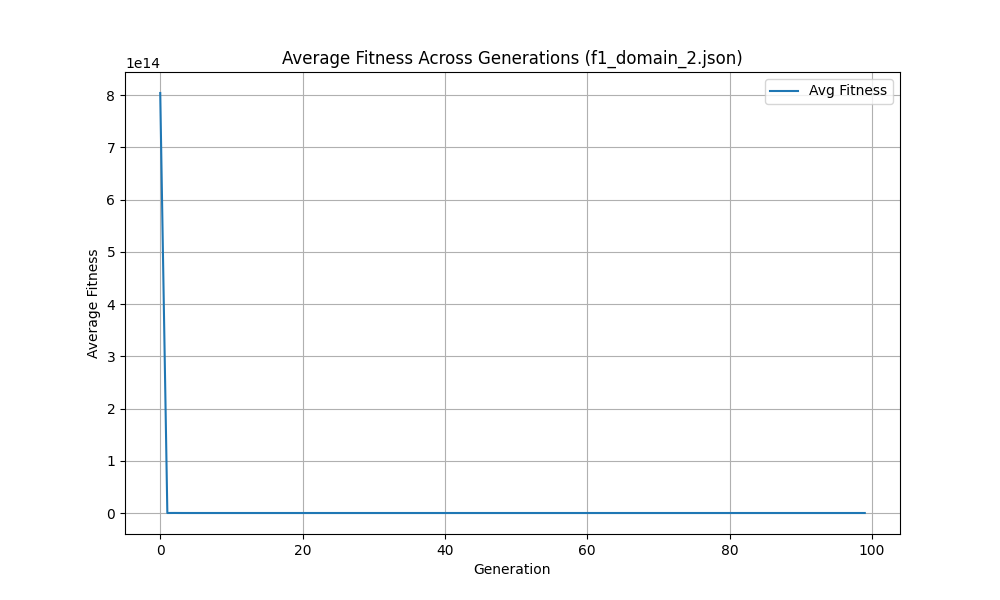 Average Fitness Across Generations (f1_domain_2.json)
1e14
Avg Fitness
8
7
6
5
4
3
2
1
0
Average Fitness
0 20 40 60 80 100
Generation